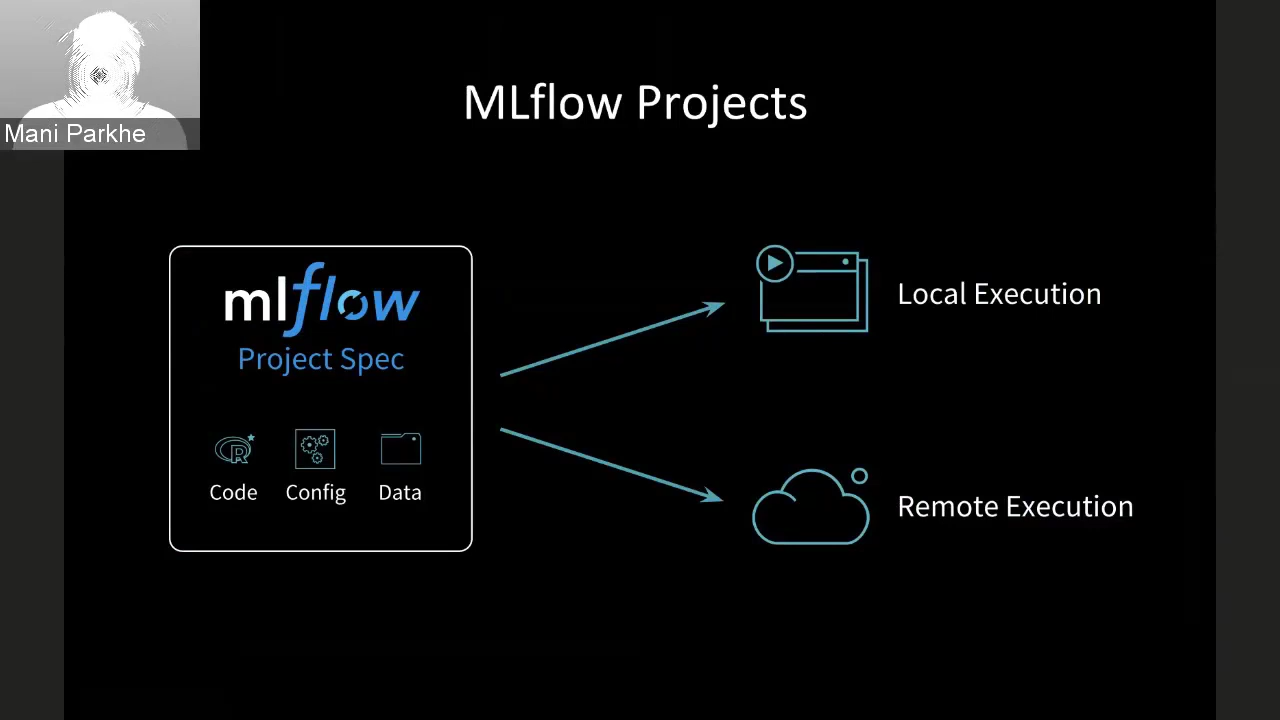 Mani Parkhe
MLflow Projects
mlflow
Project Spec
R
Code
Config
Data
Local Execution
Remote Execution